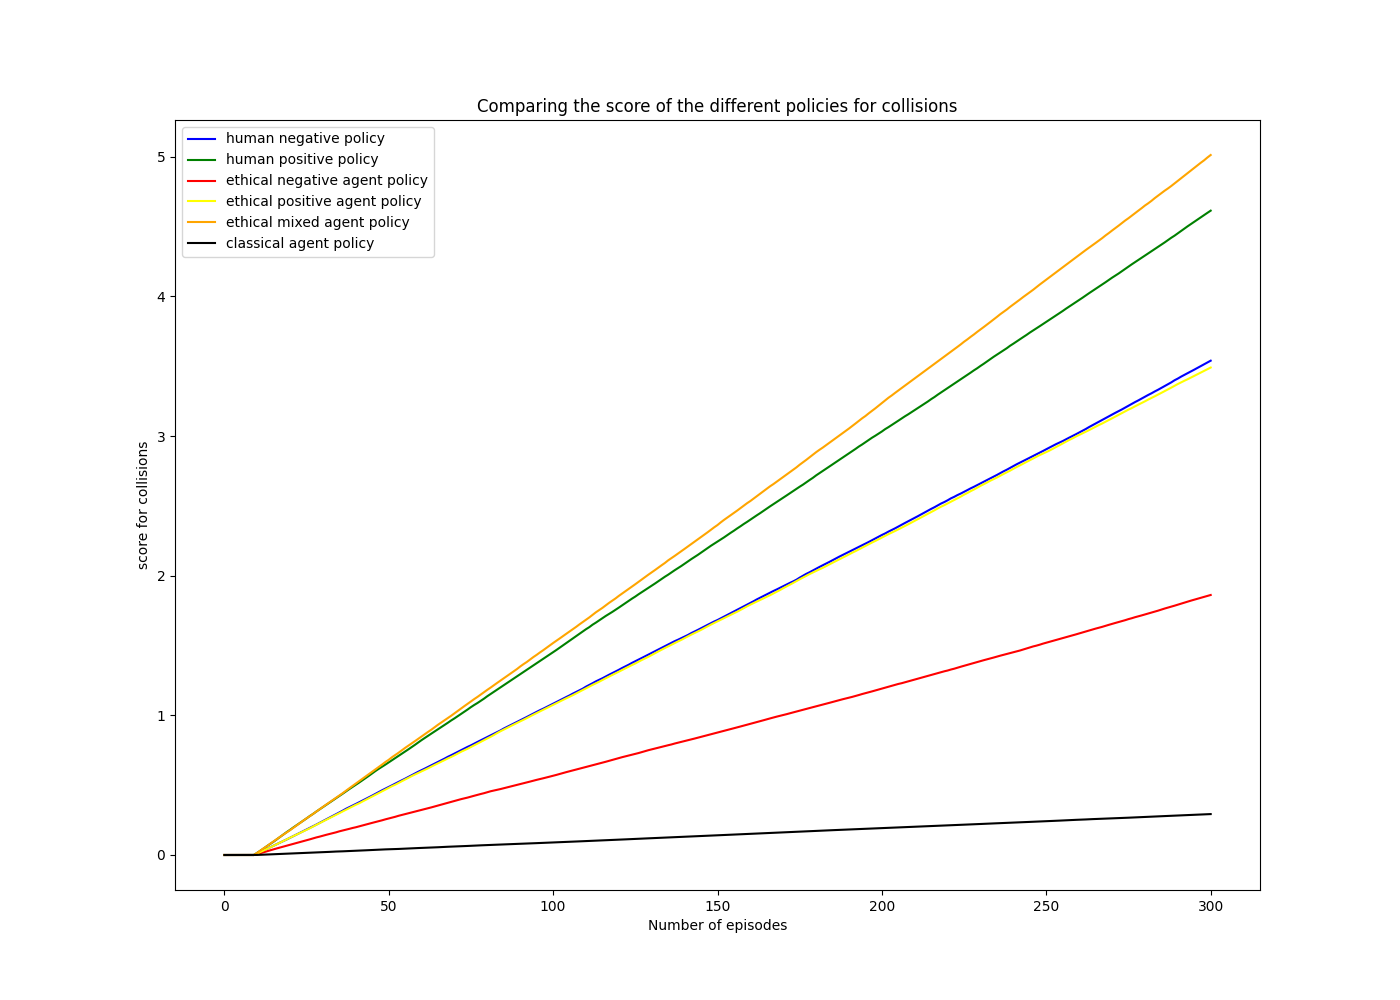 Comparing the score of the different policies for collisions
human negative policy
human positive policy
ethical negative agent policy
ethical positive agent policy
ethical mixed agent policy
classical agent policy
5
4
3
2
1
0
score for collisions
0 50 100 150 200 250 300
Number of episodes